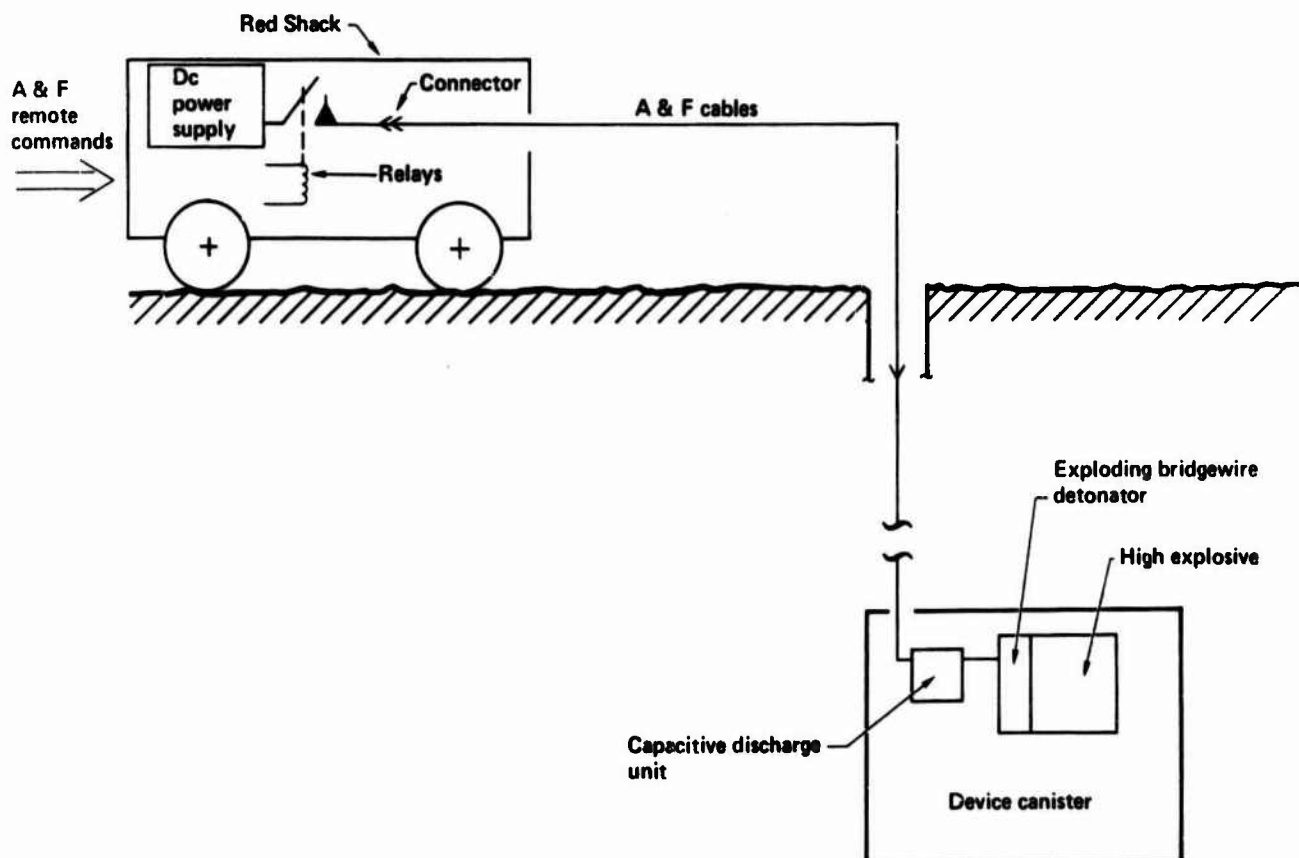 Red Shack
A & F
remote
commands
Dc
power
supply
Connector
A & F cables
Relays
Exploding bridgewire
detonator
High explosive
Capacitive discharge
unit
Device canister